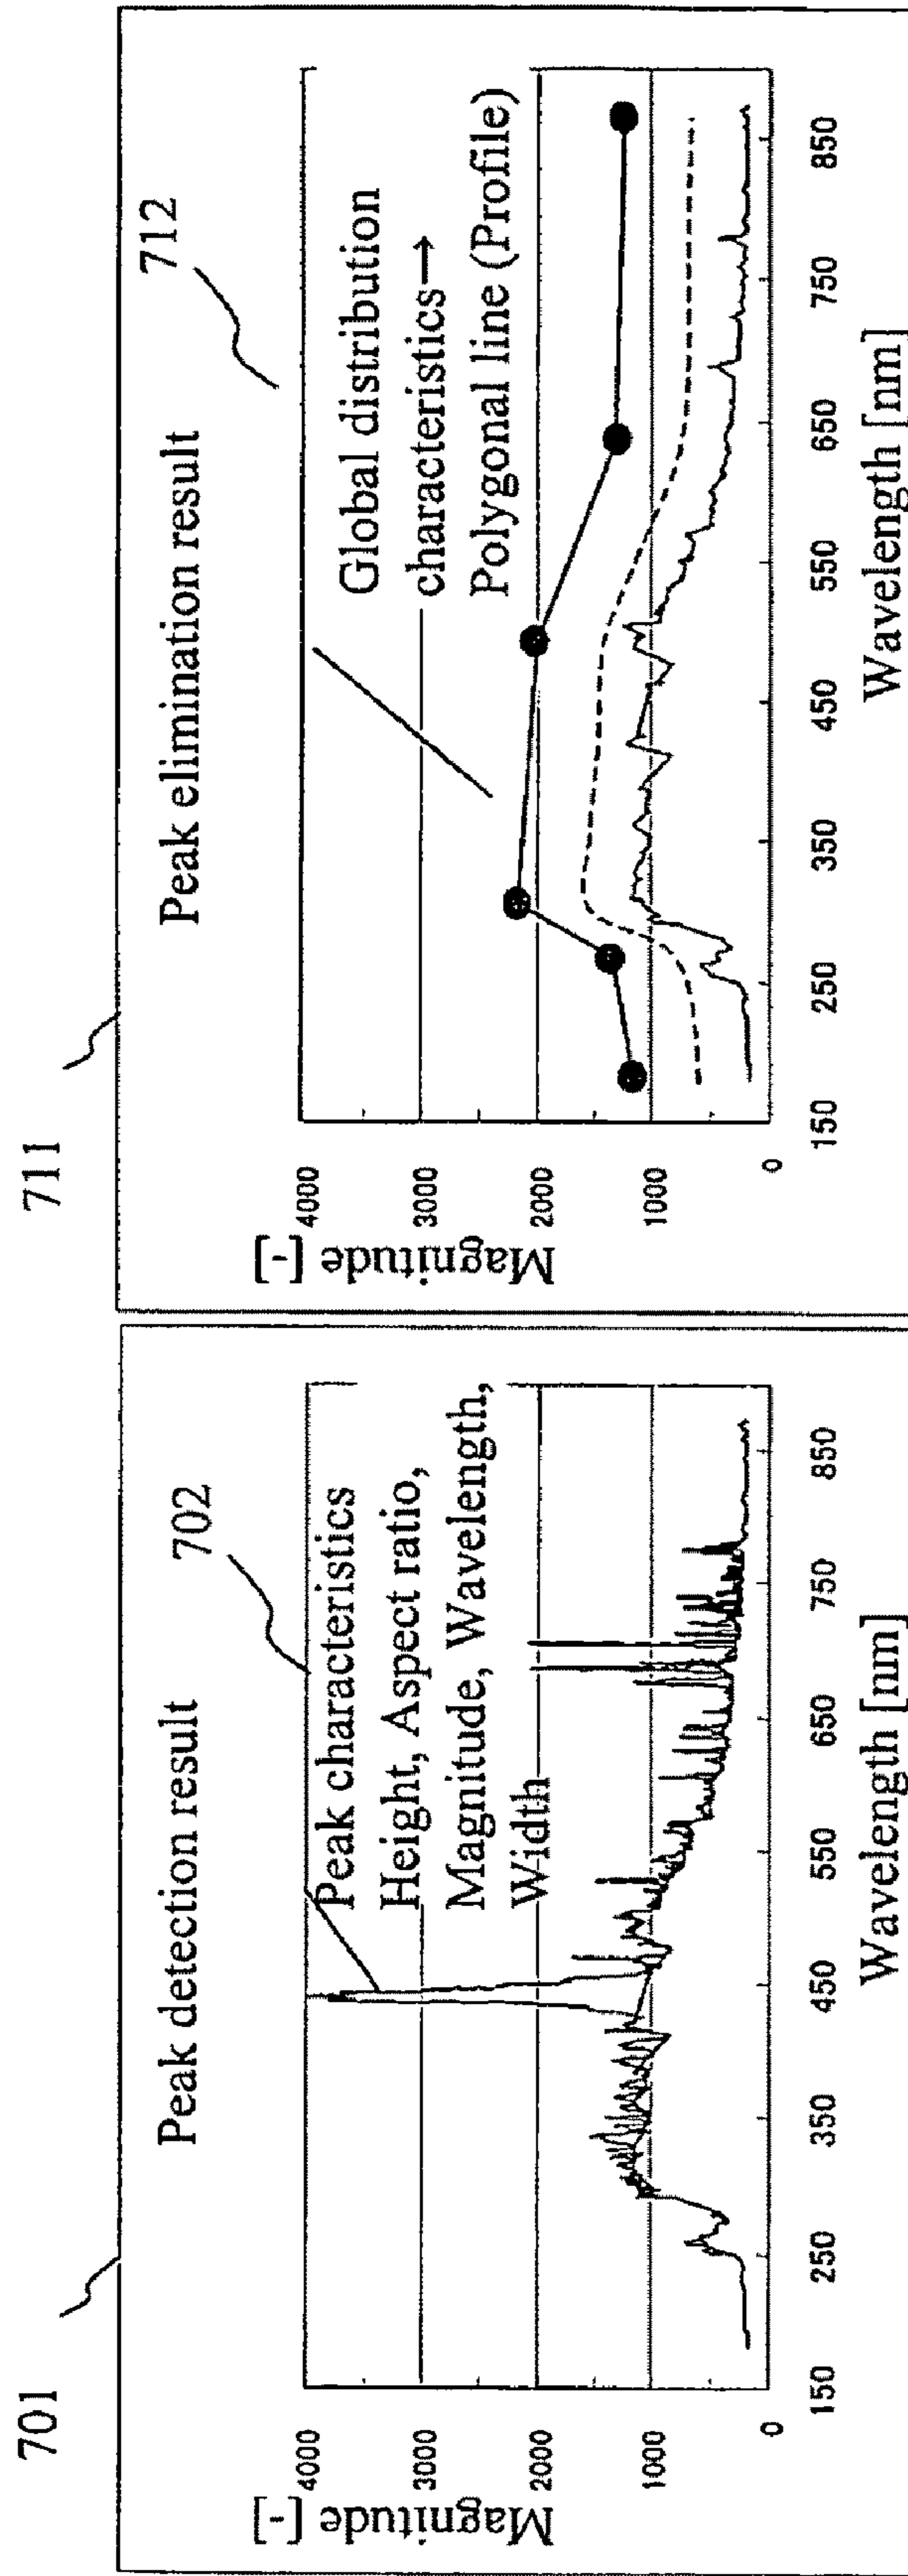 701
Peak detection result
702
Peak characteristics
Height, Aspect ratio,
Magnitude, Wavelength,
Width
Magnitude [-]
4000
3000
2000
1000
0
150
250
350
450
550
650
750
850
Wavelength [nm]
711
Peak elimination result
712
Global distribution
characteristics→
Polygonal line (Profile)
Magnitude [-]
4000
3000
2000
1000
0
150
250
350
450
550
650
750
850
Wavelength [nm]